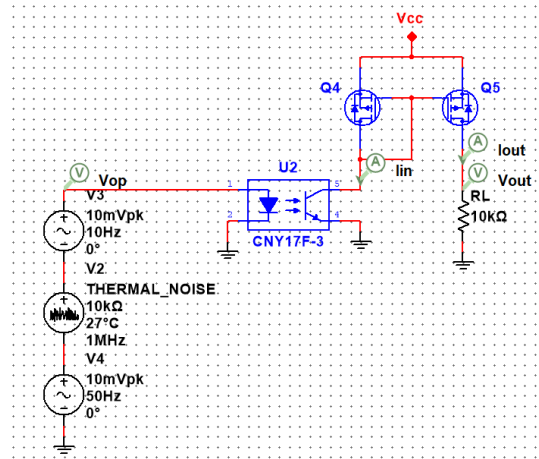 Vcc
Q4
Q5
A
Iout
U2
A
Iin
V
Vout
V
Vop
1
5
RL
V3
10kΩ
10mVpk
10Hz
2
4
0°
CNY17F-3
V2
THERMAL_NOISE
10kΩ
27°C
1MHz
V4
10mVpk
50Hz
0°